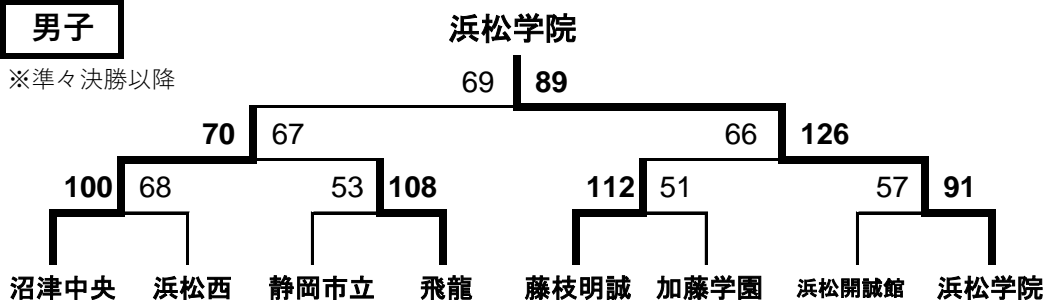 男子
浜松学院
※準々決勝以降
69 89
70 67 66 126
100 68 53 108 112 51 57 91
沼津中央 浜松西 静岡市立 飛龍 藤枝明誠 加藤学園 浜松開誠館 浜松学院